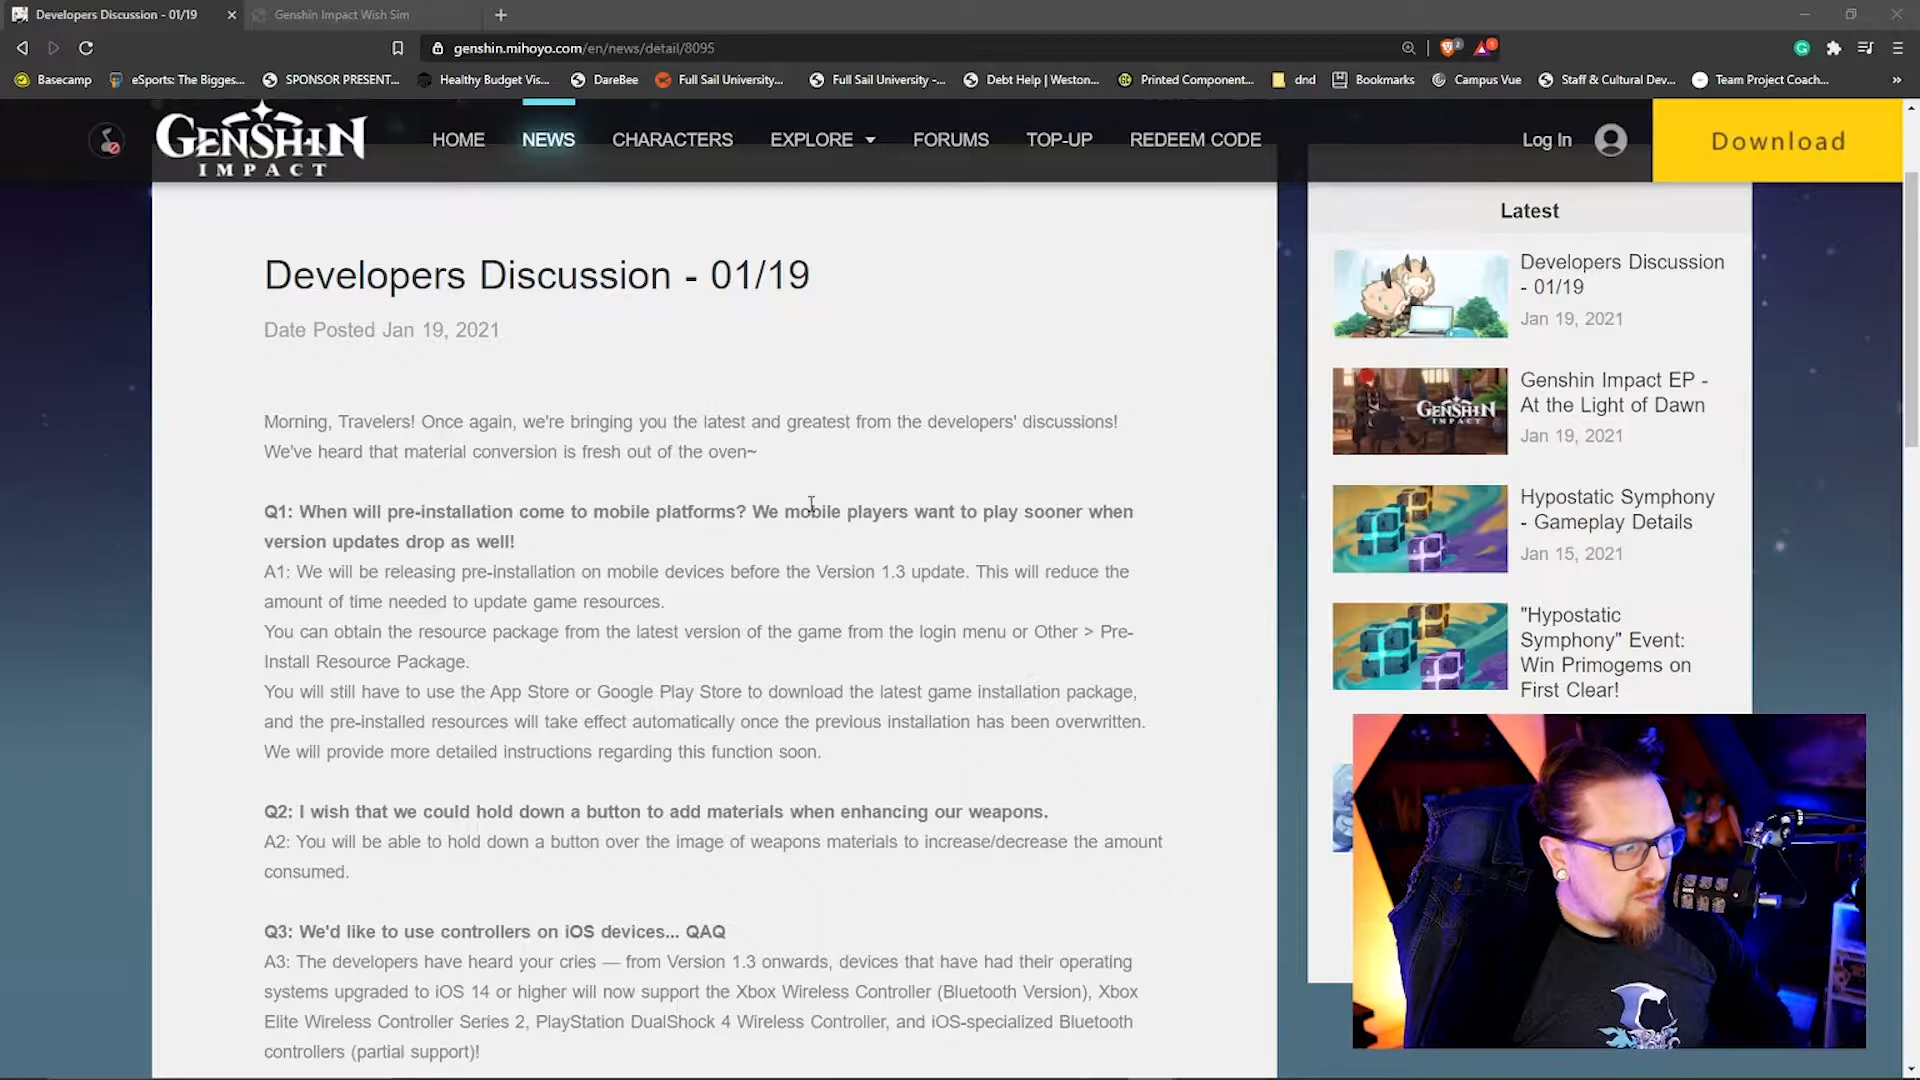 Developers Discussion - 01/19
Genshin Impact Wish Sim
genshin.mihoyo.com/en/news/detail/8095
2
1
Basecamp
eSports: The Bigges...
SPONSOR PRESENT...
Healthy Budget Vis...
DareBee
Full Sail University...
Full Sail University -...
Debt Help | Weston...
Printed Component...
dnd
Bookmarks
Campus Vue
Staff & Cultural Dev...
Team Project Coach...
»
GENSHIN
IMPACT
HOME
NEWS
CHARACTERS
EXPLORE
FORUMS
TOP-UP
REDEEM CODE
Log In
Download
Developers Discussion - 01/19
Date Posted Jan 19, 2021
Morning, Travelers! Once again, we're bringing you the latest and greatest from the developers' discussions!
We've heard that material conversion is fresh out of the oven~
Q1: When will pre-installation come to mobile platforms? We mobile players want to play sooner when
version updates drop as well!
A1: We will be releasing pre-installation on mobile devices before the Version 1.3 update. This will reduce the
amount of time needed to update game resources.
You can obtain the resource package from the latest version of the game from the login menu or Other > Pre-
Install Resource Package.
You will still have to use the App Store or Google Play Store to download the latest game installation package,
and the pre-installed resources will take effect automatically once the previous installation has been overwritten.
We will provide more detailed instructions regarding this function soon.
Q2: I wish that we could hold down a button to add materials when enhancing our weapons.
A2: You will be able to hold down a button over the image of weapons materials to increase/decrease the amount
consumed.
Q3: We'd like to use controllers on iOS devices... QAQ
A3: The developers have heard your cries — from Version 1.3 onwards, devices that have had their operating
systems upgraded to iOS 14 or higher will now support the Xbox Wireless Controller (Bluetooth Version), Xbox
Elite Wireless Controller Series 2, PlayStation DualShock 4 Wireless Controller, and iOS-specialized Bluetooth
controllers (partial support)!
Latest
Developers Discussion
- 01/19
Jan 19, 2021
GENSHIN
IMPACT
Genshin Impact EP -
At the Light of Dawn
Jan 19, 2021
Hypostatic Symphony
- Gameplay Details
Jan 15, 2021
"Hypostatic
Symphony" Event:
Win Primogems on
First Clear!